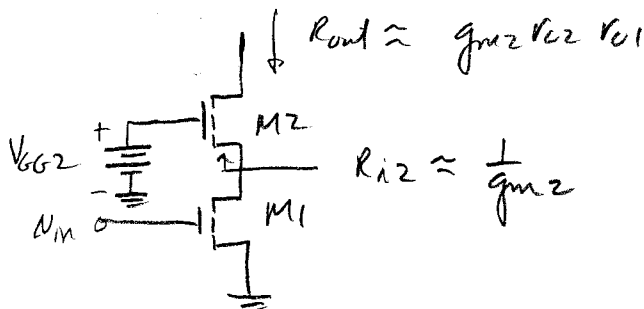 Rout ≈ gm2 ro2 ro1
M2
+
VGG2
-
Ri2 ≈ 1/gm2
M1
vin